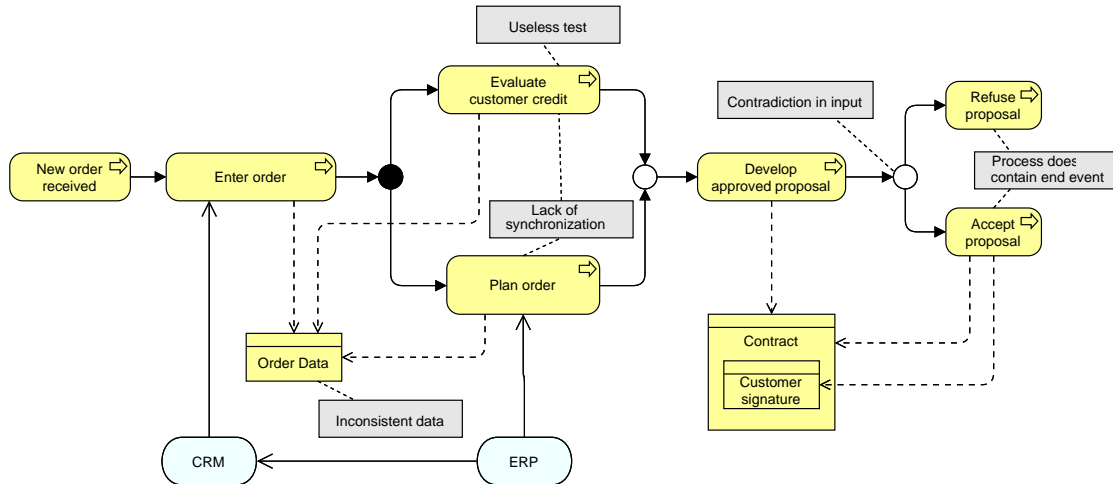 Useless test
Evaluate
customer credit
Contradiction in input
Refuse
proposal
New order
received
Enter order
Develop
approved proposal
Process does
contain end event
Lack of
synchronization
Accept
proposal
Plan order
Order Data
Contract
Customer
signature
Inconsistent data
CRM
ERP